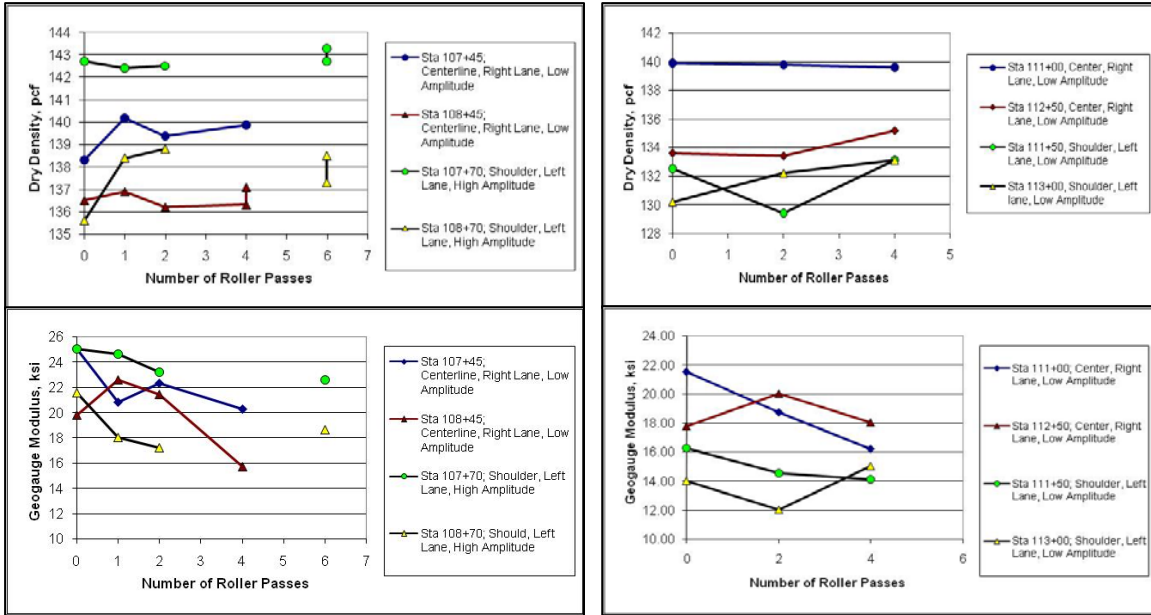 144
143
142
141
140
139
138
137
136
135
Dry Density, pcf
0 1 2 3 4 5 6 7
Number of Roller Passes
Sta 107+45;
Centerline, Right Lane, Low
Amplitude
Sta 108+45;
Centerline, Right Lane, Low
Amplitude
Sta 107+70, Shoulder, Left
Lane, High Amplitude
Sta 108+70, Shoulder, Left
Lane, High Amplitude
142
140
138
136
134
132
130
128
Dry Density, pcf
0 1 2 3 4 5
Number of Roller Passes
Sta 111+00, Center, Right
Lane, Low Amplitude
Sta 112+50, Center, Right
Lane, Low Amplitude
Sta 111+50, Shoulder, Left
Lane, Low Amplitude
Sta 113+00, Shoulder, Left
lane, Low Amplitude
26
24
22
20
18
16
14
12
10
Geogauge Modulus, ksi
0 1 2 3 4 5 6 7
Number of Roller Passes
Sta 107+45;
Centerline, Right Lane, Low
Amplitude
Sta 108+45;
Centerline, Right Lane, Low
Amplitude
Sta 107+70; Shoulder, Left
Lane, High Amplitude
Sta 108+70; Should, Left
Lane, High Amplitude
24.00
22.00
20.00
18.00
16.00
14.00
12.00
10.00
Geogauge Modulus, ksi
0 2 4 6
Number of Roller Passes
Sta 111+00; Center, Right
Lane, Low Amplitude
Sta 112+50; Center, Right
Lane, Low Amplitude
Sta 111+50; Shoulder, Left
Lane, Low Amplitude
Sta 113+00; Shoulder, Left
Lane, Low Amplitude